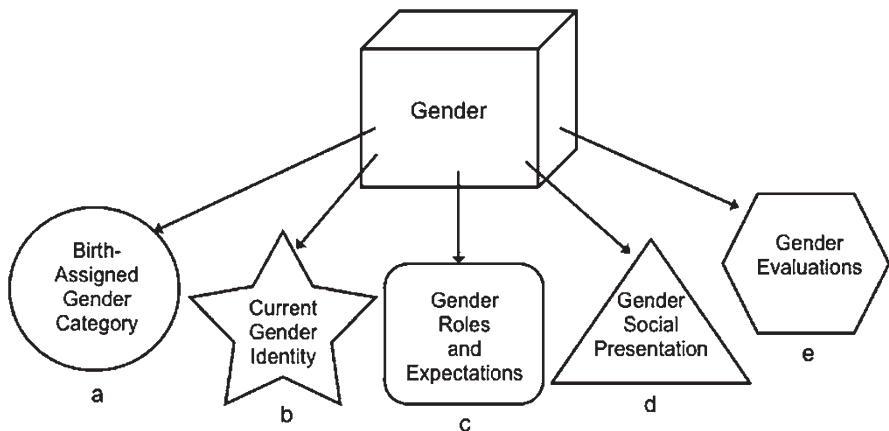 Gender
Birth-
Assigned
Gender
Category
a
Current
Gender
Identity
b
Gender
Roles
and
Expectations
c
Gender
Social
Presentation
d
Gender
Evaluations
e